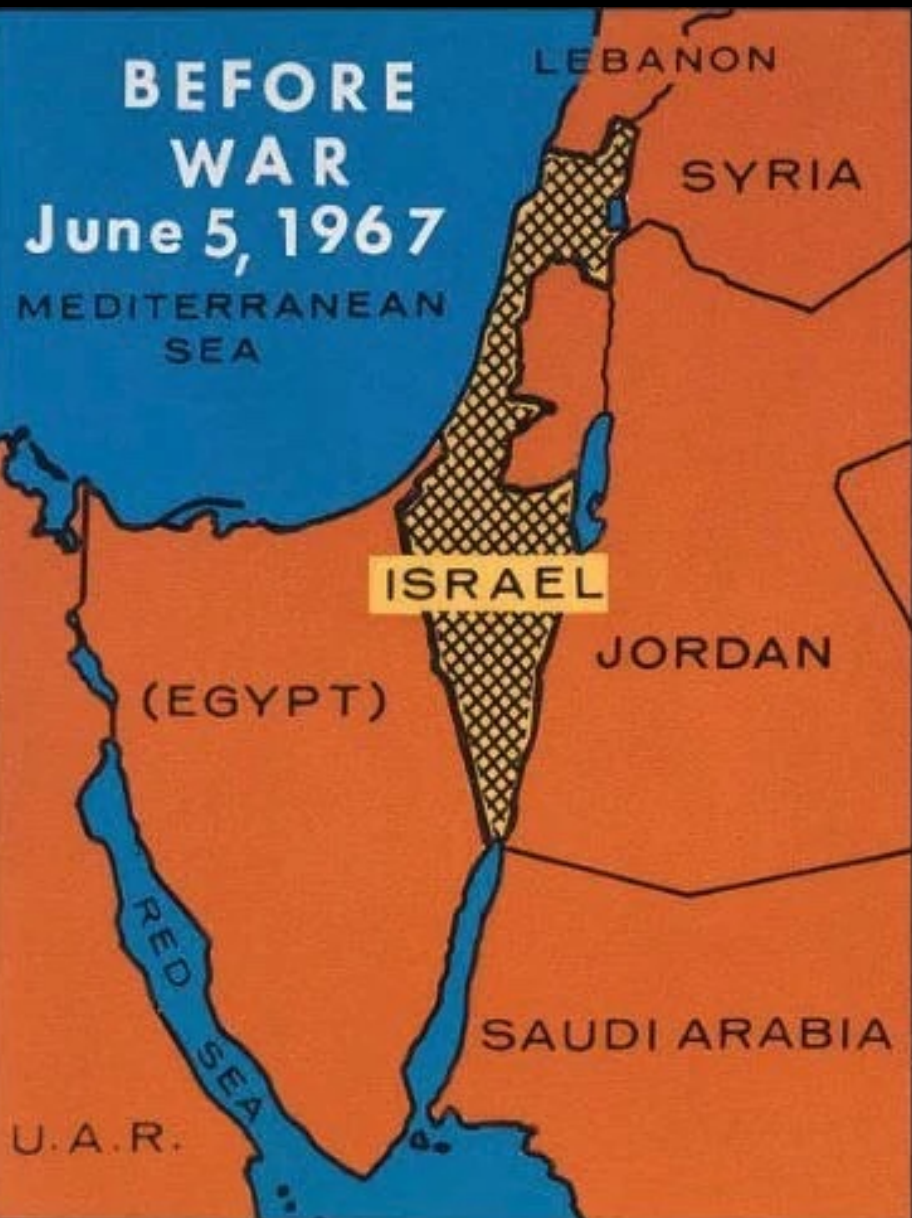 BEFORE
WAR
June 5, 1967
MEDITERRANEAN
SEA
LEBANON
SYRIA
ISRAEL
JORDAN
(EGYPT)
RED SEA
SAUDI ARABIA
U.A.R.